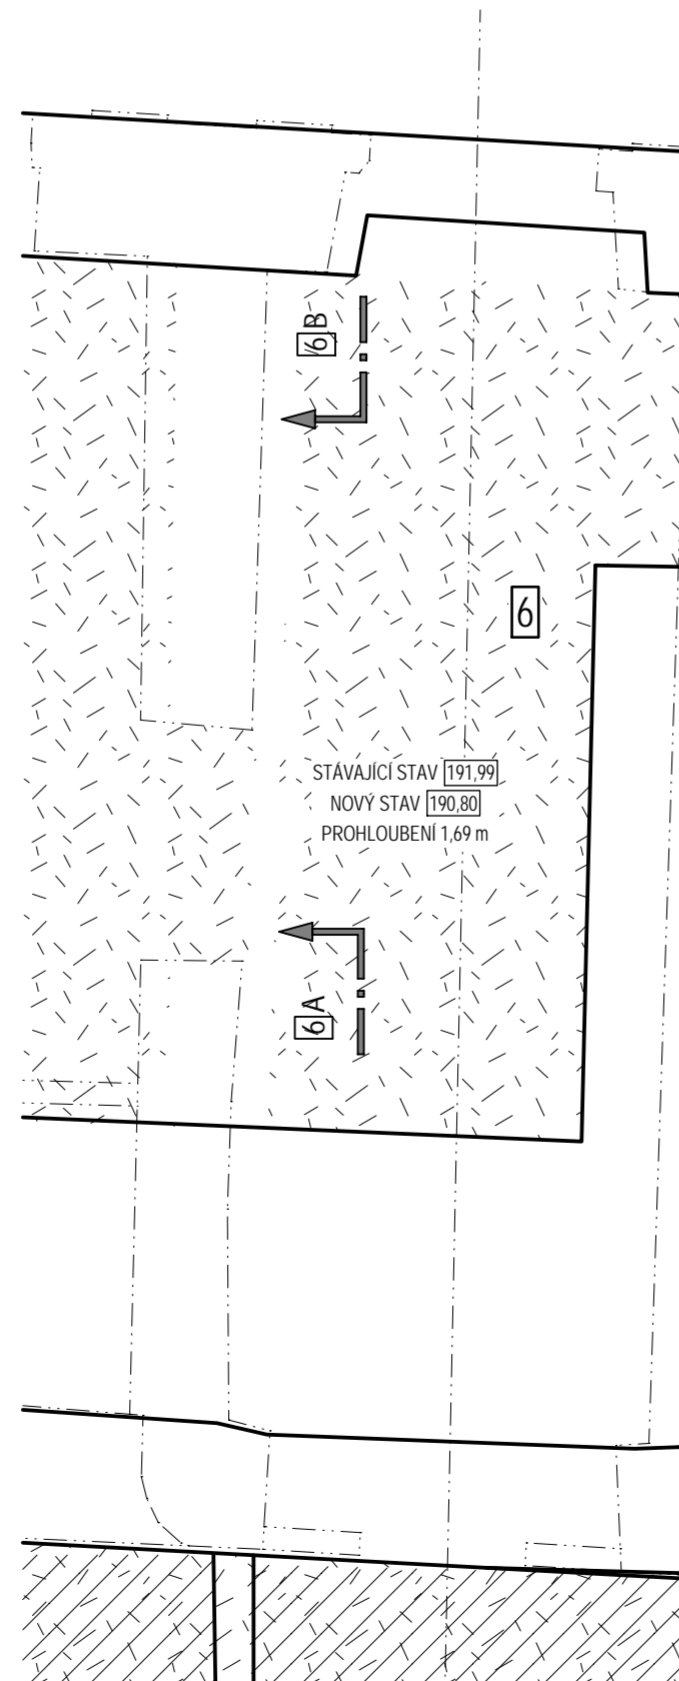 6 B
6
STÁVAJÍCÍ STAV 191,99
NOVÝ STAV 190,80
PROHLOUBENÍ 1,69 m
6 A